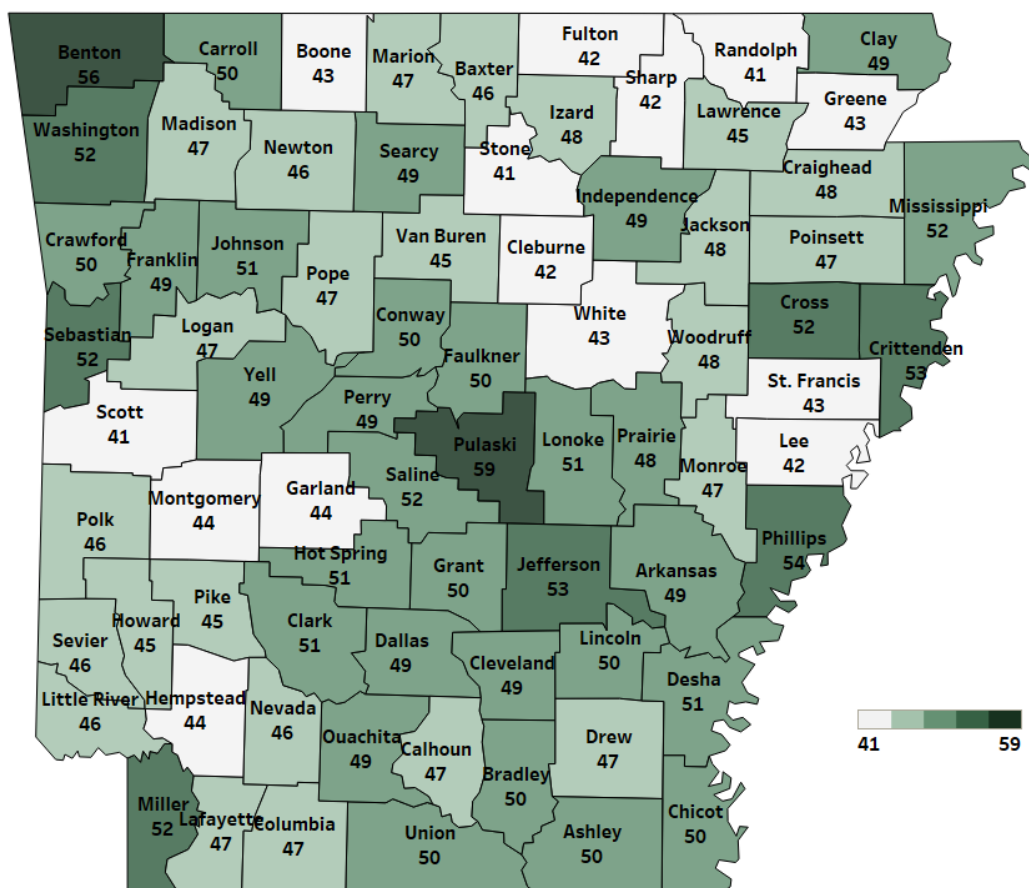 Benton
56
Carroll
50
Boone
43
Marion
47
Baxter
46
Fulton
42
Sharp
42
Randolph
41
Clay
49
Greene
43
Washington
52
Madison
47
Newton
46
Searcy
49
Stone
41
Izard
48
Lawrence
45
Craighead
48
Mississippi
52
Independence
49
Jackson
48
Poinsett
47
Crawford
50
Franklin
49
Johnson
51
Pope
47
Van Buren
45
Cleburne
42
White
43
Woodruff
48
Cross
52
Crittenden
53
Sebastian
52
Logan
47
Yell
49
Conway
50
Faulkner
50
St. Francis
43
Scott
41
Perry
49
Pulaski
59
Lonoke
51
Prairie
48
Monroe
47
Lee
42
Polk
46
Montgomery
44
Garland
44
Saline
52
Phillips
54
Hot Spring
51
Grant
50
Jefferson
53
Arkansas
49
Sevier
46
Howard
45
Pike
45
Clark
51
Dallas
49
Cleveland
49
Lincoln
50
Desha
51
Little River
46
Hempstead
44
Nevada
46
Ouachita
49
Calhoun
47
Bradley
50
Drew
47
Miller
52
Lafayette
47
Columbia
47
Union
50
Ashley
50
Chicot
50
41
59